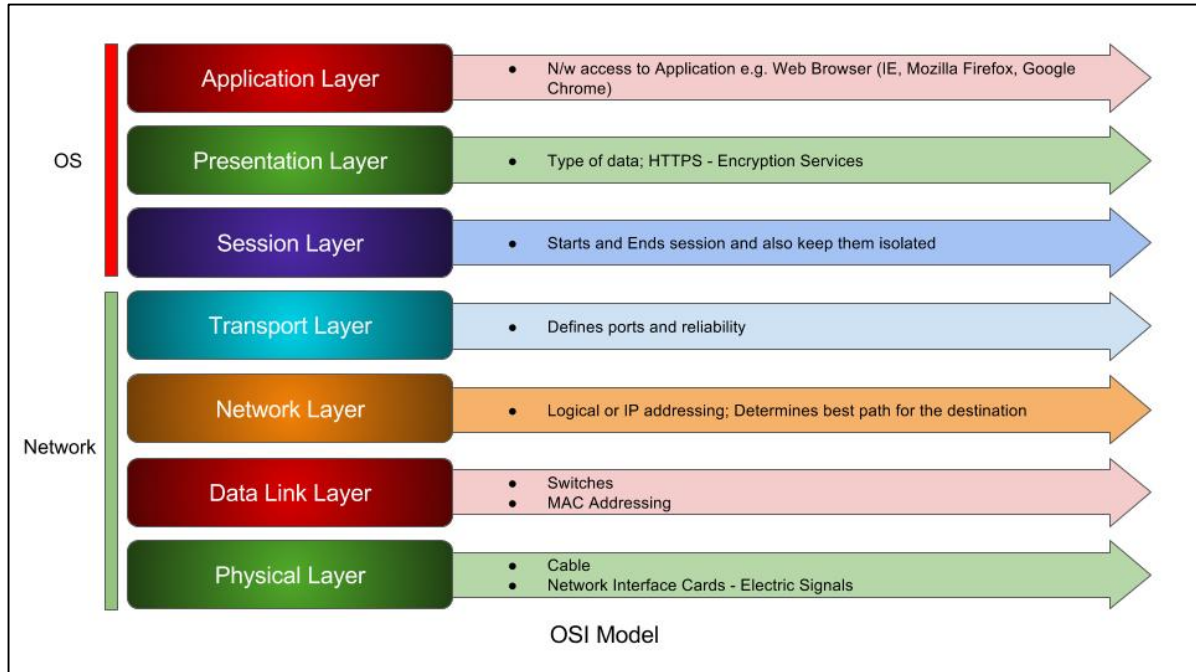 Application Layer
● N/w access to Application e.g. Web Browser (IE, Mozilla Firefox, Google
Chrome)
OS
Presentation Layer
● Type of data; HTTPS - Encryption Services
Session Layer
● Starts and Ends session and also keep them isolated
Transport Layer
● Defines ports and reliability
Network Layer
● Logical or IP addressing; Determines best path for the destination
Network
Data Link Layer
● Switches
● MAC Addressing
Physical Layer
● Cable
● Network Interface Cards - Electric Signals
OSI Model